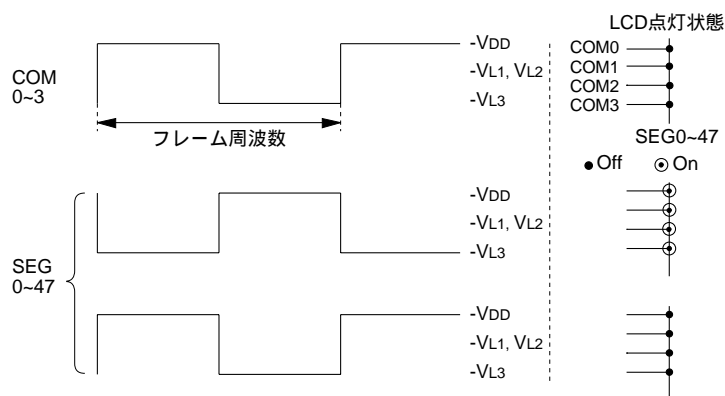 LCD点灯状態
COM
0~3
-VDD
-VL1, VL2
-VL3
フレーム周波数
COM0
COM1
COM2
COM3
SEG0~47
Off
On
SEG
0~47
-VDD
-VL1, VL2
-VL3
-VDD
-VL1, VL2
-VL3